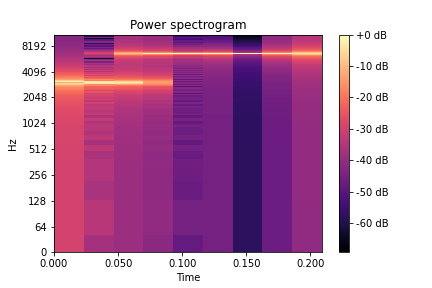 Power spectrogram
8192
4096
2048
1024
512
256
128
64
0
Hz
0.000 0.050 0.100 0.150 0.200
Time
+0 dB
-10 dB
-20 dB
-30 dB
-40 dB
-50 dB
-60 dB